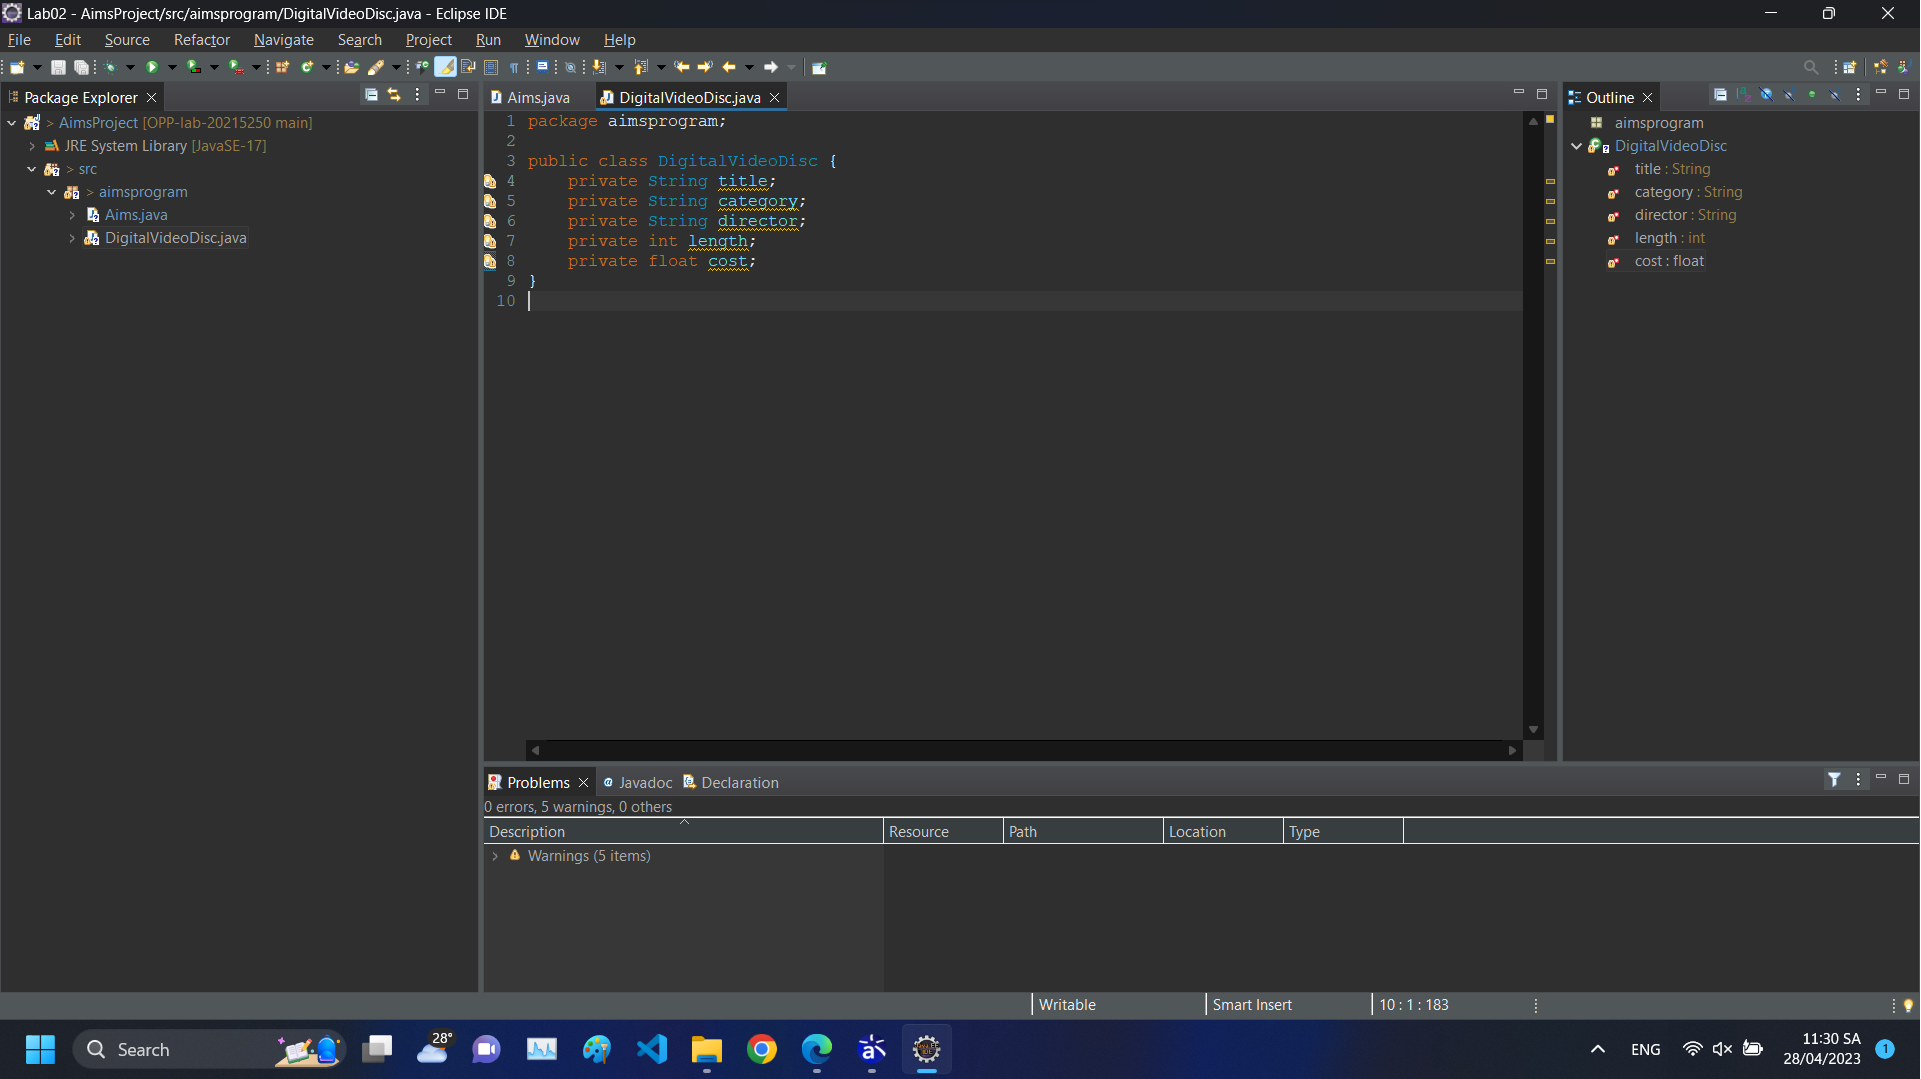 Lab02 - AimsProject/src/aimsprogram/DigitalVideoDisc.java - Eclipse IDE
File Edit Source Refactor Navigate Search Project Run Window Help
Package Explorer
> AimsProject [OPP-lab-20215250 main]
JRE System Library [JavaSE-17]
> src
> aimsprogram
Aims.java
DigitalVideoDisc.java
Aims.java DigitalVideoDisc.java
1 package aimsprogram;
2
3 public class DigitalVideoDisc {
4 private String title;
5 private String category;
6 private String director;
7 private int length;
8 private float cost;
9 }
10
Outline
aimsprogram
DigitalVideoDisc
title : String
category : String
director : String
length : int
cost : float
Problems Javadoc Declaration
0 errors, 5 warnings, 0 others
Description Resource Path Location Type
Warnings (5 items)
Writable Smart Insert 10 : 1 : 183
Search
28°
ENG
11:30 SA
28/04/2023
1